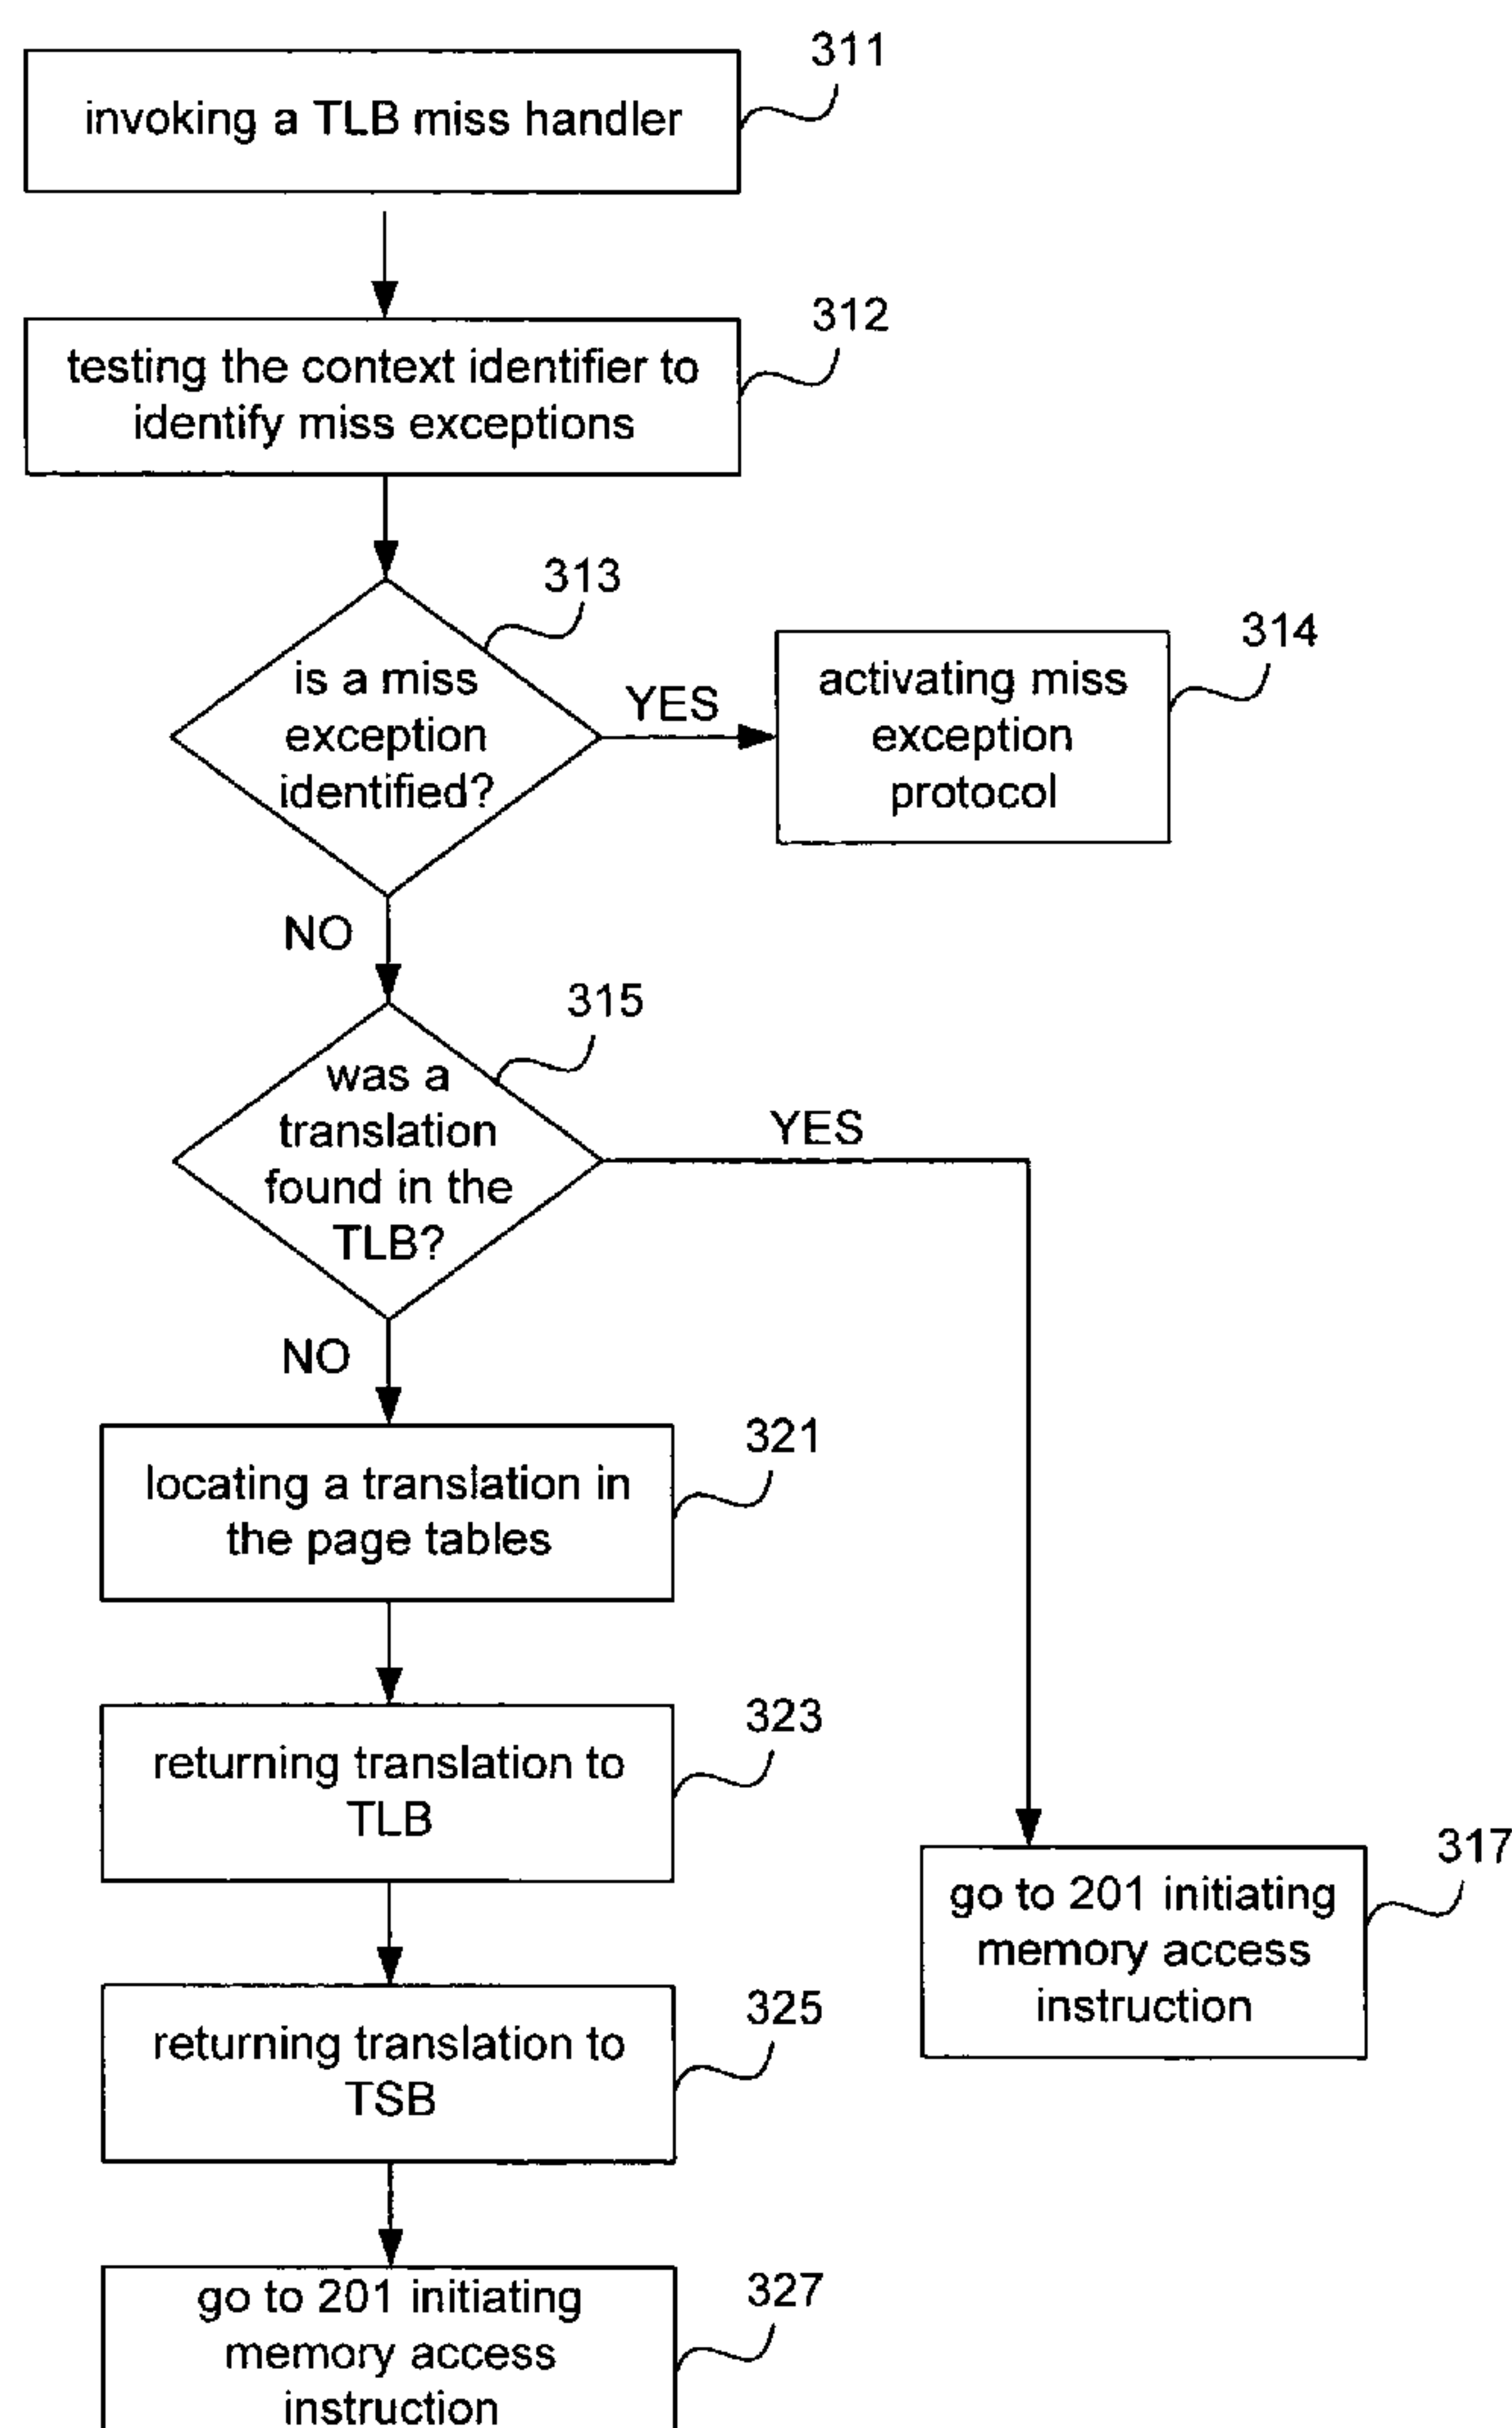 311
invoking a TLB miss handler
312
testing the context identifier to
identify miss exceptions
313
is a miss
exception
identified?
YES
314
activating miss
exception
protocol
NO
315
was a
translation
found in the
TLB?
YES
NO
321
locating a translation in
the page tables
323
returning translation to
TLB
317
go to 201 initiating
memory access
instruction
325
returning translation to
TSB
327
go to 201 initiating
memory access
instruction